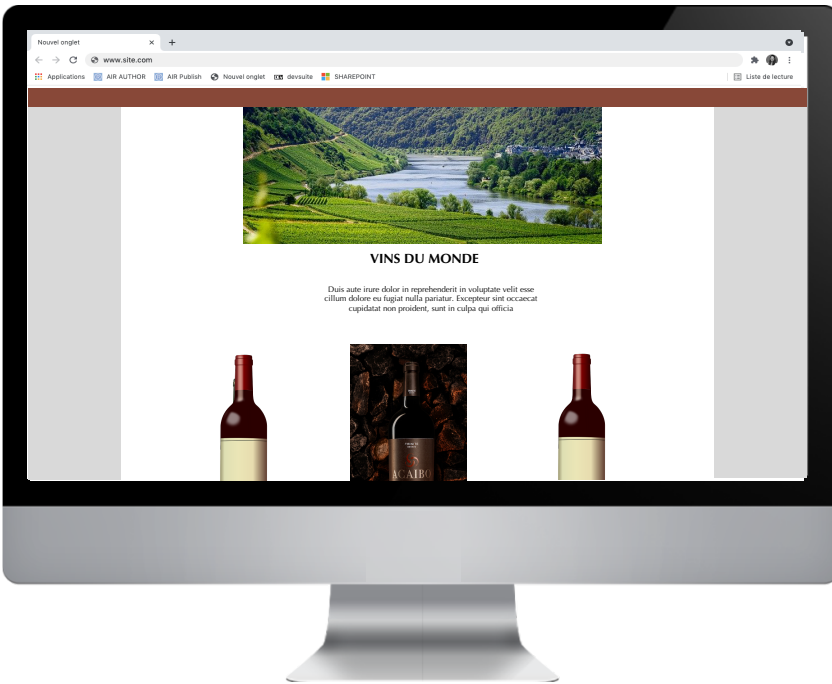 Nouvel onglet
www.site.com
Applications AIR AUTHOR AIR Publish Nouvel onglet devsuite SHAREPOINT Liste de lecture
VINS DU MONDE
Duis aute irure dolor in reprehenderit in voluptate velit esse
cillum dolore eu fugiat nulla pariatur. Excepteur sint occaecat
cupidatat non proident, sunt in culpa qui officia
ACAIBO